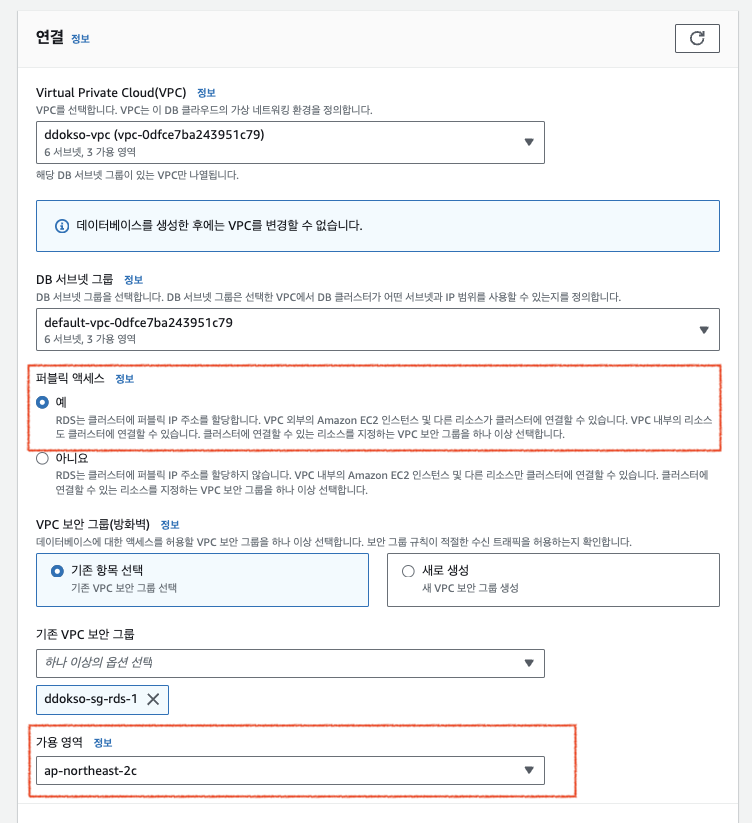 연결 정보
Virtual Private Cloud(VPC) 정보
VPC를 선택합니다. VPC는 이 DB 클라우드의 가상 네트워킹 환경을 정의합니다.
ddokso-vpc (vpc-0dfce7ba243951c79)
6 서브넷, 3 가용 영역
해당 DB 서브넷 그룹이 있는 VPC만 나열됩니다.
데이터베이스를 생성한 후에는 VPC를 변경할 수 없습니다.
DB 서브넷 그룹 정보
DB 서브넷 그룹을 선택합니다. DB 서브넷 그룹은 선택한 VPC에서 DB 클러스터가 어떤 서브넷과 IP 범위를 사용할 수 있는지를 정의합니다.
default-vpc-0dfce7ba243951c79
6 서브넷, 3 가용 영역
퍼블릭 액세스 정보
예
RDS는 클러스터에 퍼블릭 IP 주소를 할당합니다. VPC 외부의 Amazon EC2 인스턴스 및 다른 리소스가 클러스터에 연결할 수 있습니다. VPC 내부의 리소스
도 클러스터에 연결할 수 있습니다. 클러스터에 연결할 수 있는 리소스를 지정하는 VPC 보안 그룹을 하나 이상 선택합니다.
아니요
RDS는 클러스터에 퍼블릭 IP 주소를 할당하지 않습니다. VPC 내부의 Amazon EC2 인스턴스 및 다른 리소스만 클러스터에 연결할 수 있습니다. 클러스터에
연결할 수 있는 리소스를 지정하는 VPC 보안 그룹을 하나 이상 선택합니다.
VPC 보안 그룹(방화벽) 정보
데이터베이스에 대한 액세스를 허용할 VPC 보안 그룹을 하나 이상 선택합니다. 보안 그룹 규칙이 적절한 수신 트래픽을 허용하는지 확인합니다.
기존 항목 선택
기존 VPC 보안 그룹 선택
새로 생성
새 VPC 보안 그룹 생성
기존 VPC 보안 그룹
하나 이상의 옵션 선택
ddokso-sg-rds-1
가용 영역 정보
ap-northeast-2c